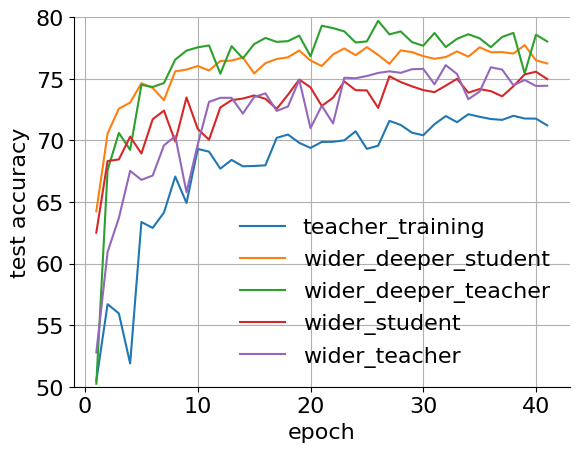 80
75
70
65
60
55
50
test accuracy
teacher_training
wider_deeper_student
wider_deeper_teacher
wider_student
wider_teacher
0
10
20
30
40
epoch